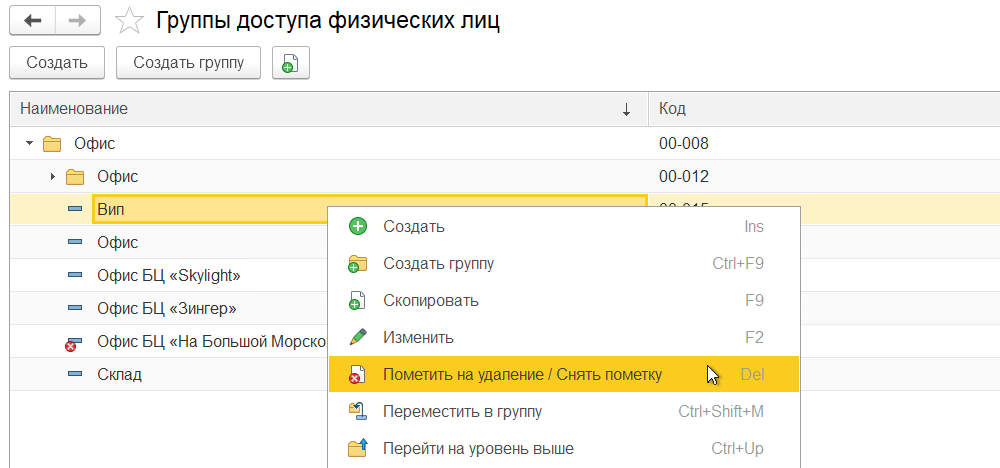 Группы доступа физических лиц
Создать Создать группу
Наименование ↓ Код
Офис 00-008
Офис 00-012
Вип
Офис
Офис БЦ «Skylight»
Офис БЦ «Зингер»
Офис БЦ «На Большой Морско
Склад
Создать Ins
Создать группу Ctrl+F9
Скопировать F9
Изменить F2
Пометить на удаление / Снять пометку Del
Переместить в группу Ctrl+Shift+M
Перейти на уровень выше Ctrl+Up